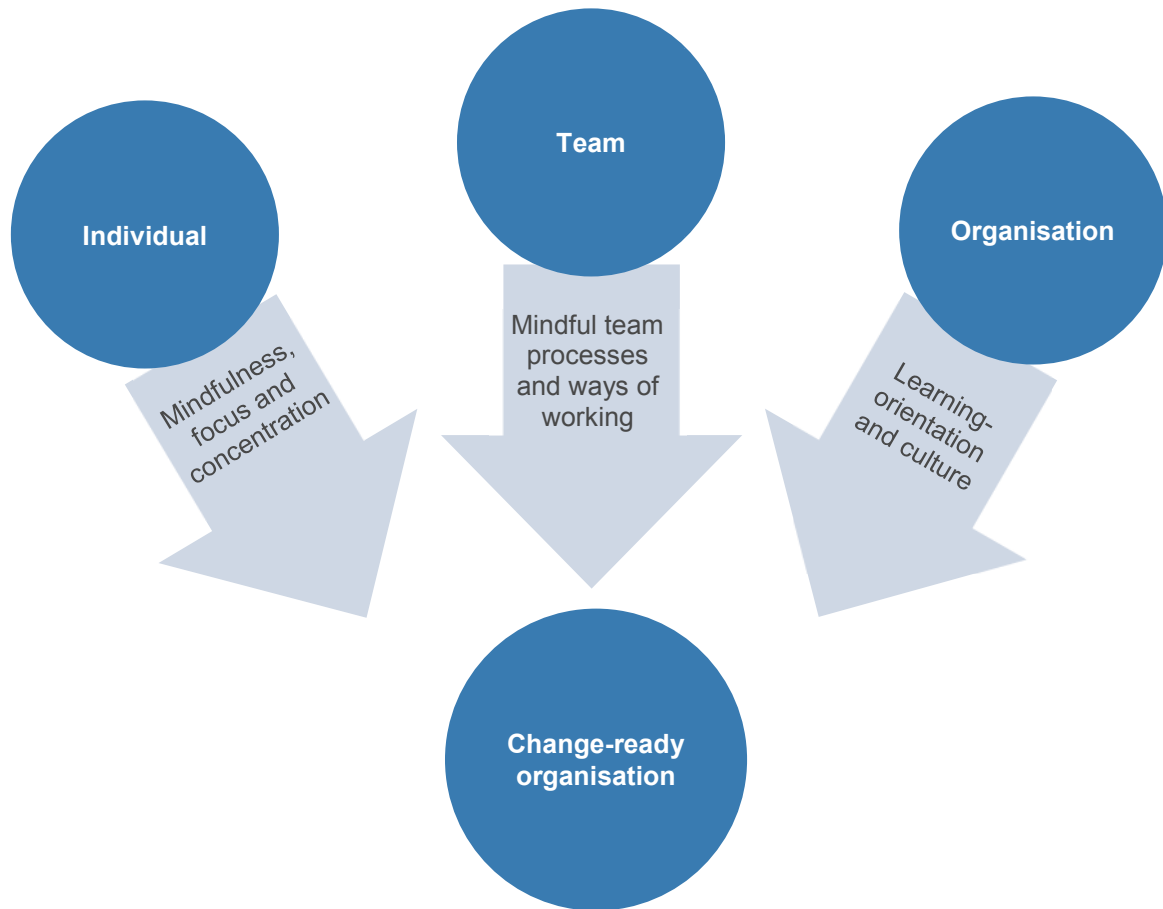 Team
Individual
Organisation
Mindfulness,
focus and
concentration
Mindful team
processes
and ways of
working
Learning-
orientation
and culture
Change-ready
organisation